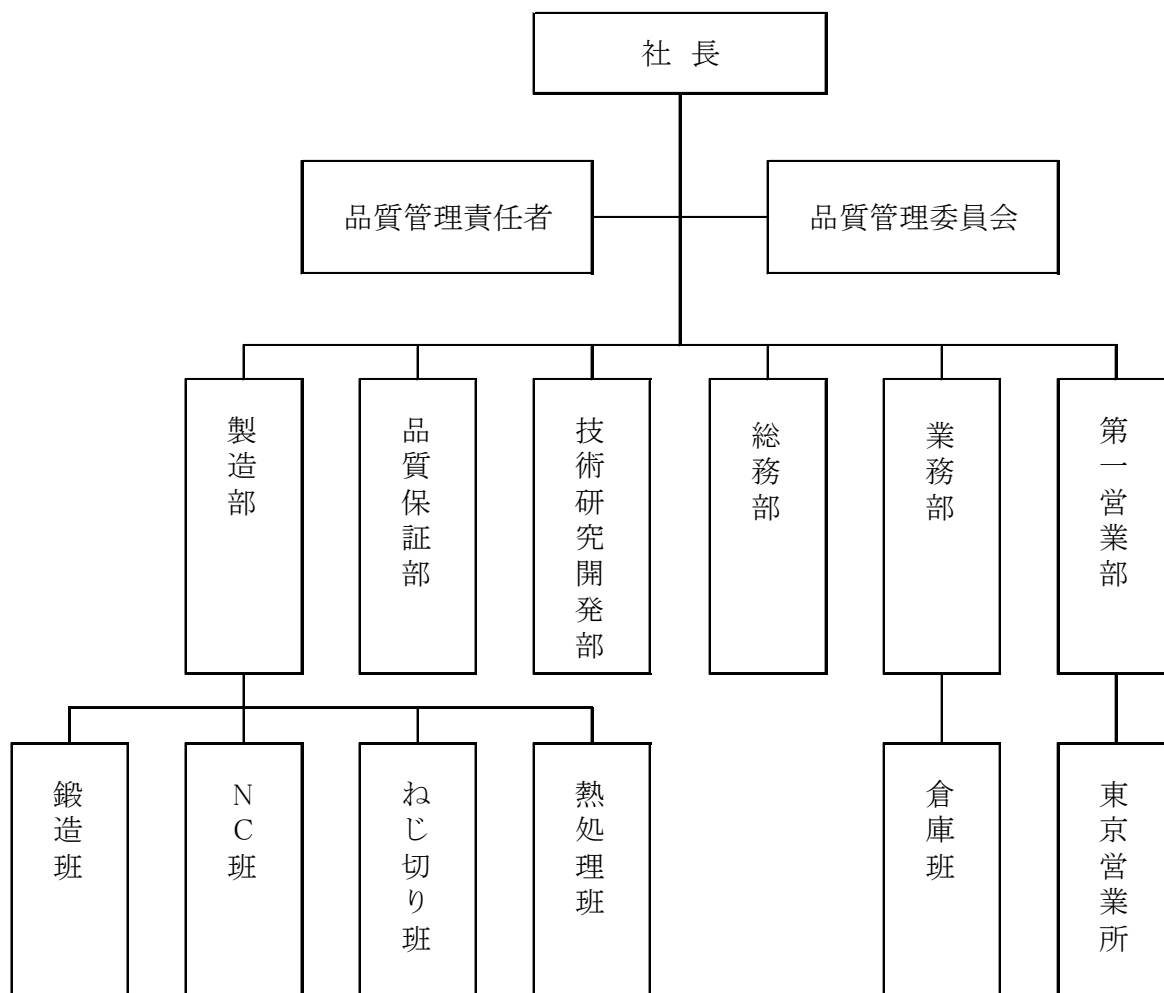 社 長
品質管理責任者
品質管理委員会
製造部
品質保証部
技術研究開発部
総務部
業務部
第一営業部
鍛造班
NC班
ねじ切り班
熱処理班
倉庫班
東京営業所